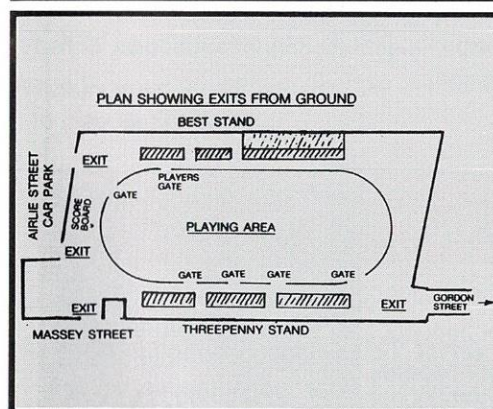 PLAN SHOWING EXITS FROM GROUND
BEST STAND
EXIT
PLAYERS
GATE
AIRLIE STREET
CAR PARK
SCORE
BOARD
GATE
PLAYING AREA
EXIT
GATE
GATE
GATE
GATE
EXIT
EXIT
GORDON
STREET
MASSEY STREET
THREEPENNY STAND